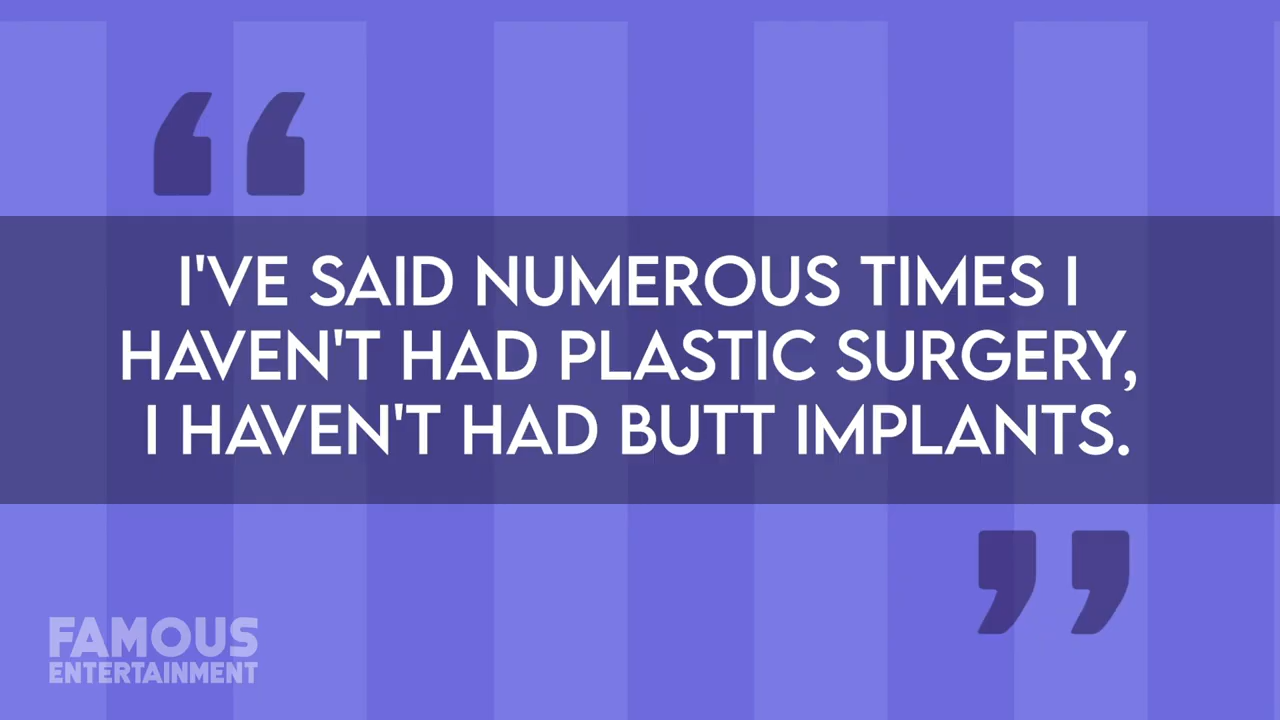 “
I'VE SAID NUMEROUS TIMES I
HAVEN'T HAD PLASTIC SURGERY,
I HAVEN'T HAD BUTT IMPLANTS.
”
FAMOUS
ENTERTAINMENT